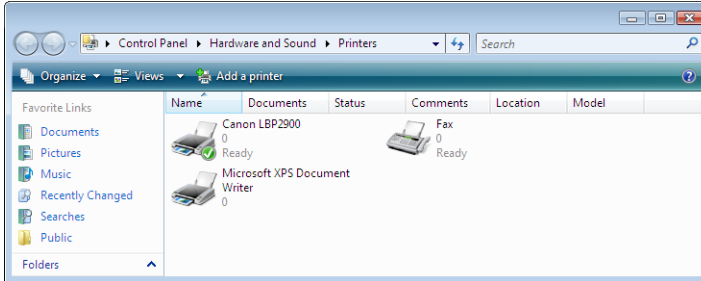 Control Panel Hardware and Sound Printers Search
Organize Views Add a printer
Favorite Links
Documents
Pictures
Music
Recently Changed
Searches
Public
Folders
Name Documents Status Comments Location Model
Canon LBP2900
0
Ready
Fax
0
Ready
Microsoft XPS Document
Writer
0